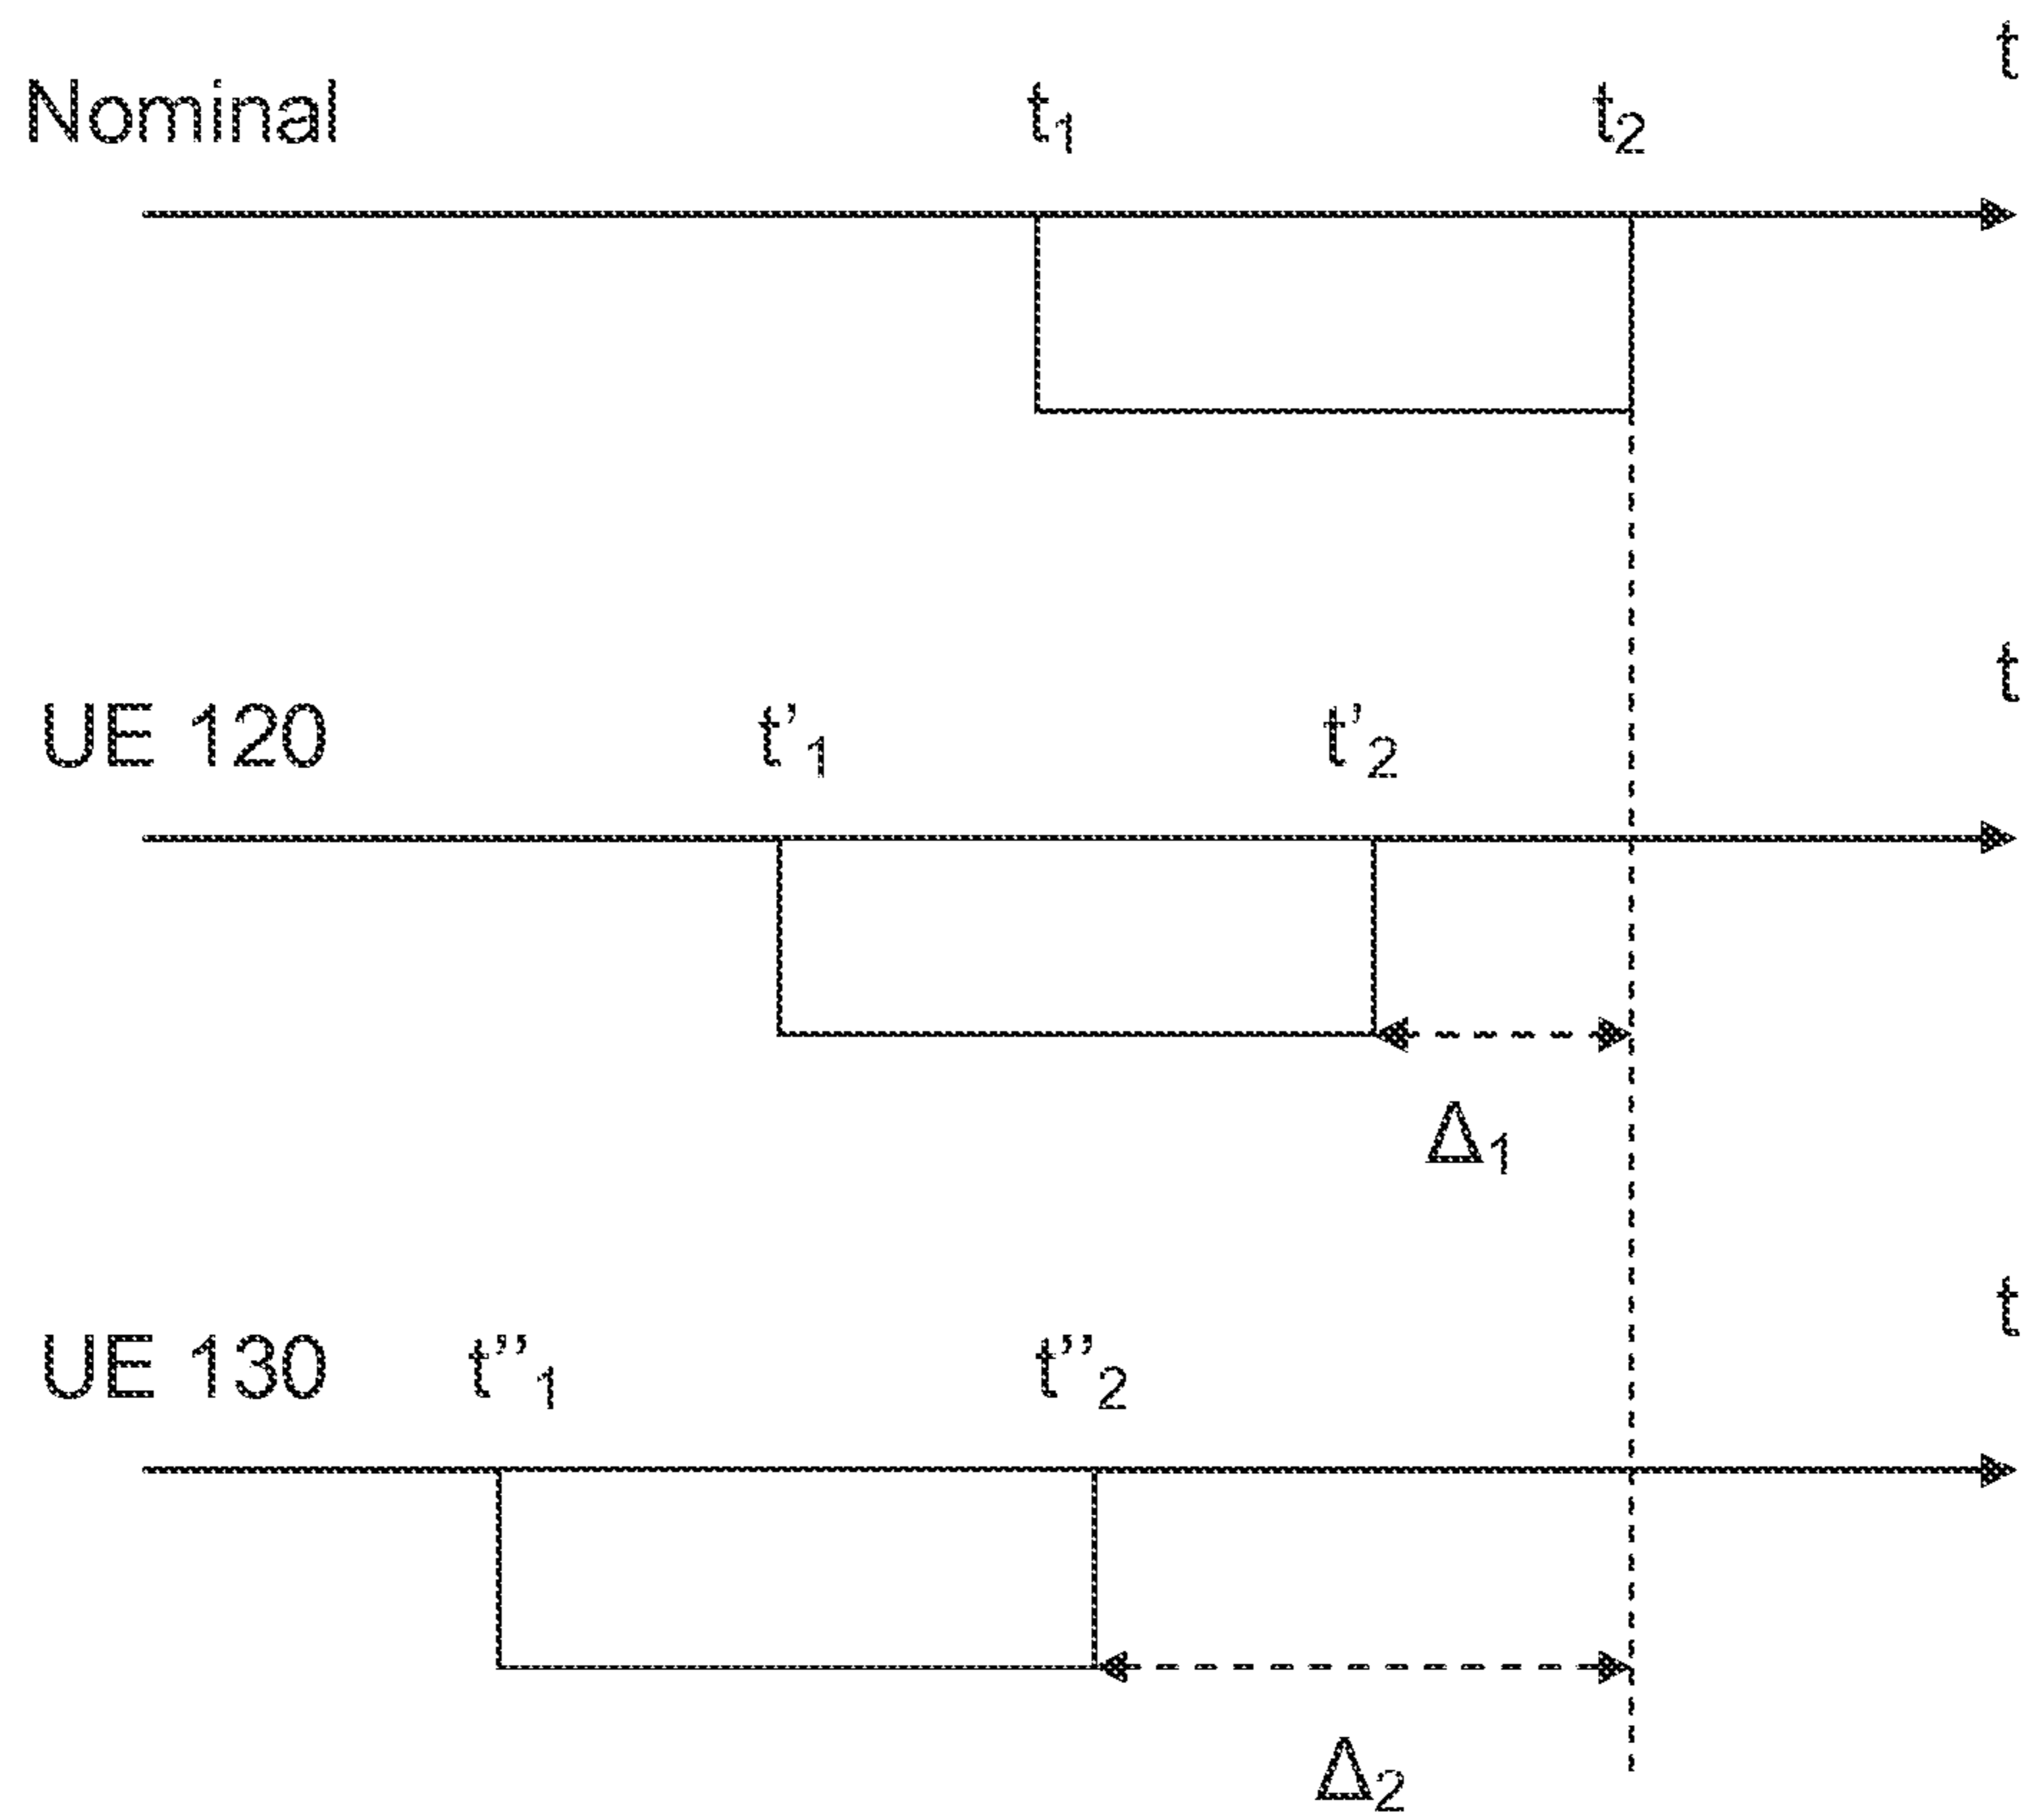 t
Nominal t₁ t₂
t
UE 120 t’₁ t’₂
Δ₁
t
UE 130 t”₁ t”₂
Δ₂